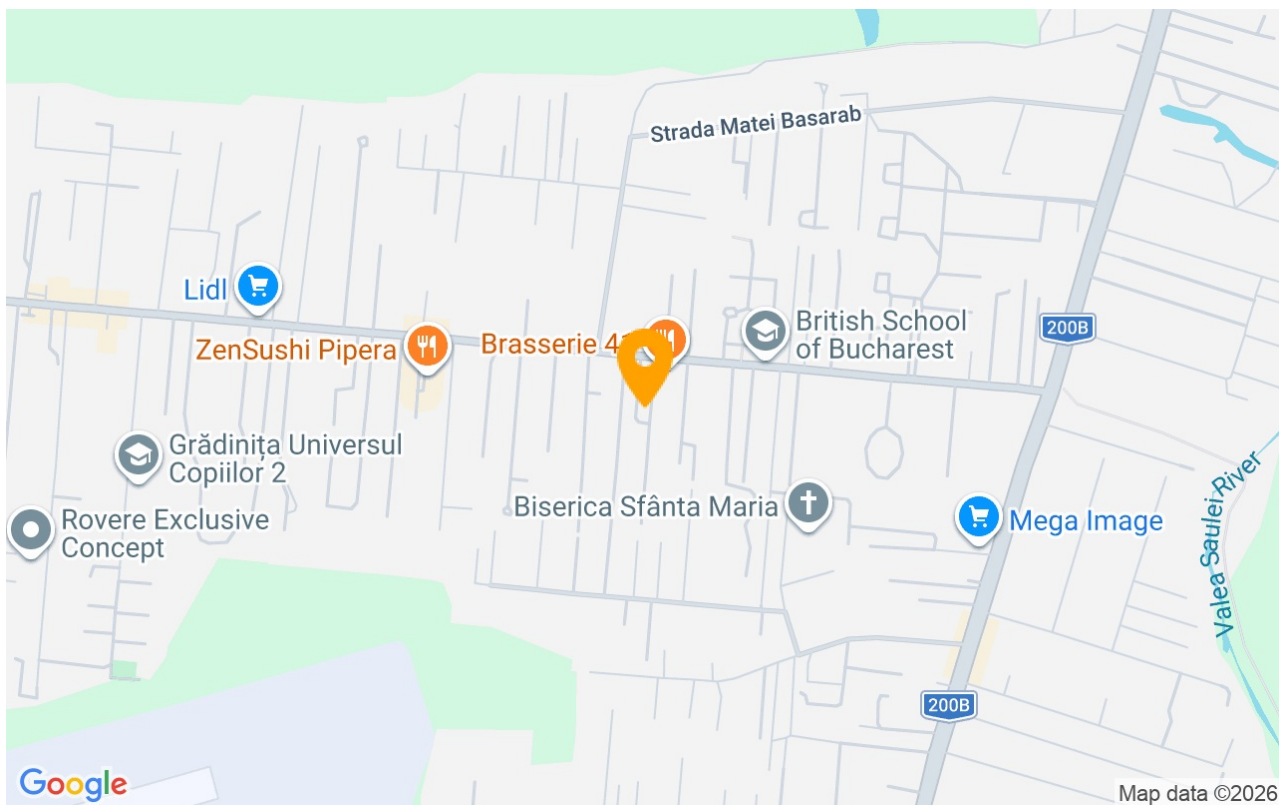 Strada Matei Basarab
Lidl
200B
British School
of Bucharest
Brasserie
ZenSushi Pipera
Grădinița Universul
Copiilor 2
Biserica Sfânta Maria
Mega Image
Rovere Exclusive
Concept
Valea Saulei River
200B
Google
Map data ©2026